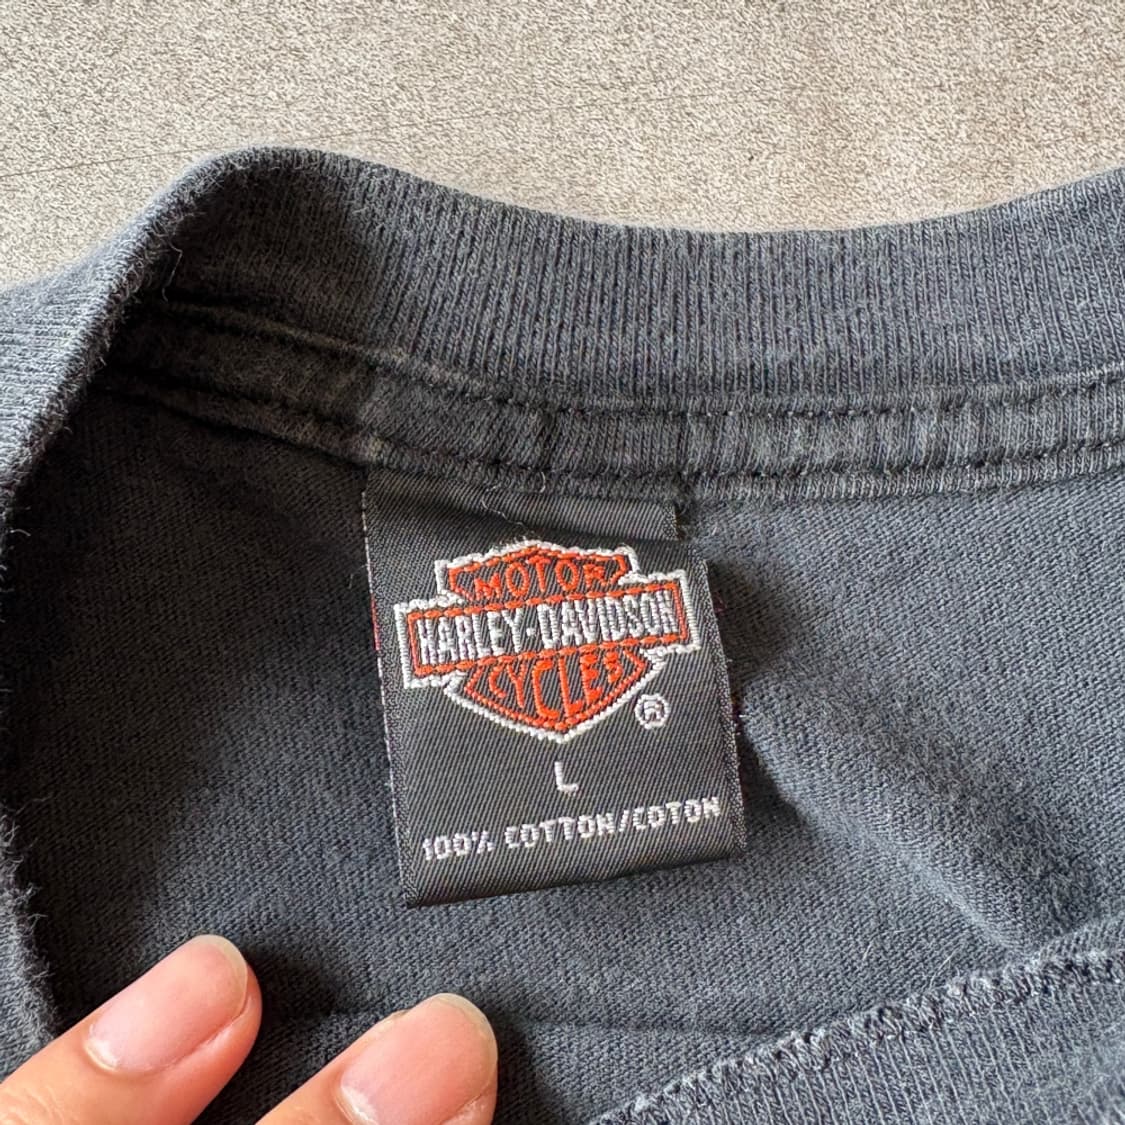 MOTOR
HARLEY-DAVIDSON
CYCLES
®
L
100% COTTON/COTON